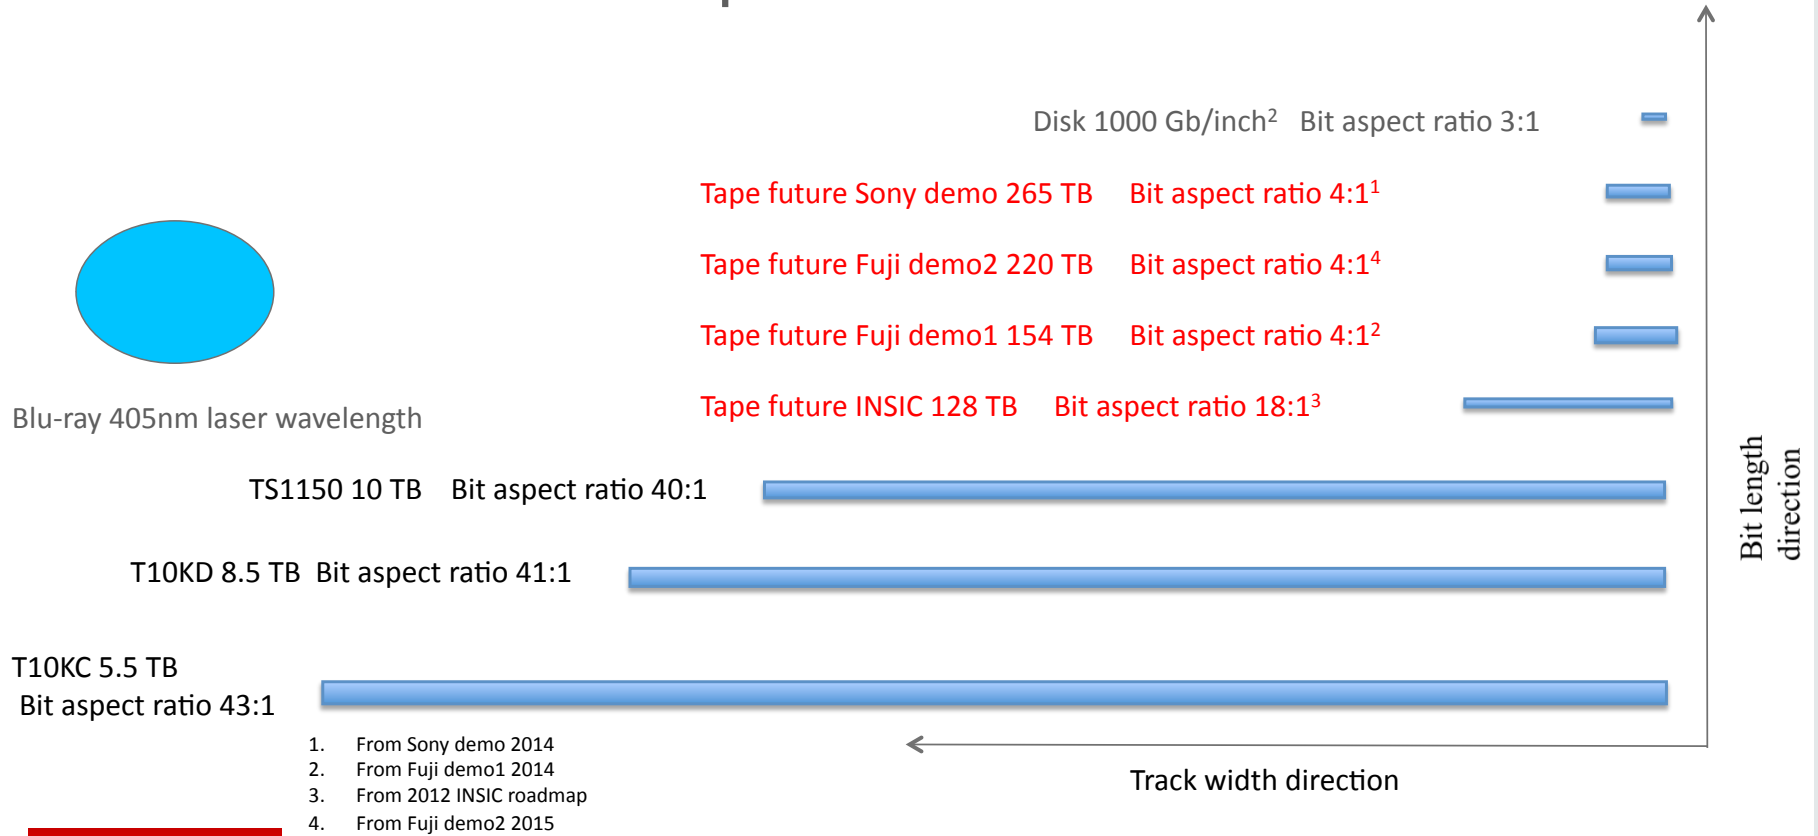 Disk 1000 Gb/inch² Bit aspect ratio 3:1
Tape future Sony demo 265 TB Bit aspect ratio 4:1¹
Tape future Fuji demo2 220 TB Bit aspect ratio 4:1⁴
Tape future Fuji demo1 154 TB Bit aspect ratio 4:1²
Tape future INSIC 128 TB Bit aspect ratio 18:1³
Blu-ray 405nm laser wavelength
TS1150 10 TB Bit aspect ratio 40:1
T10KD 8.5 TB Bit aspect ratio 41:1
T10KC 5.5 TB
Bit aspect ratio 43:1
Bit length
direction
Track width direction
1. From Sony demo 2014
2. From Fuji demo1 2014
3. From 2012 INSIC roadmap
4. From Fuji demo2 2015